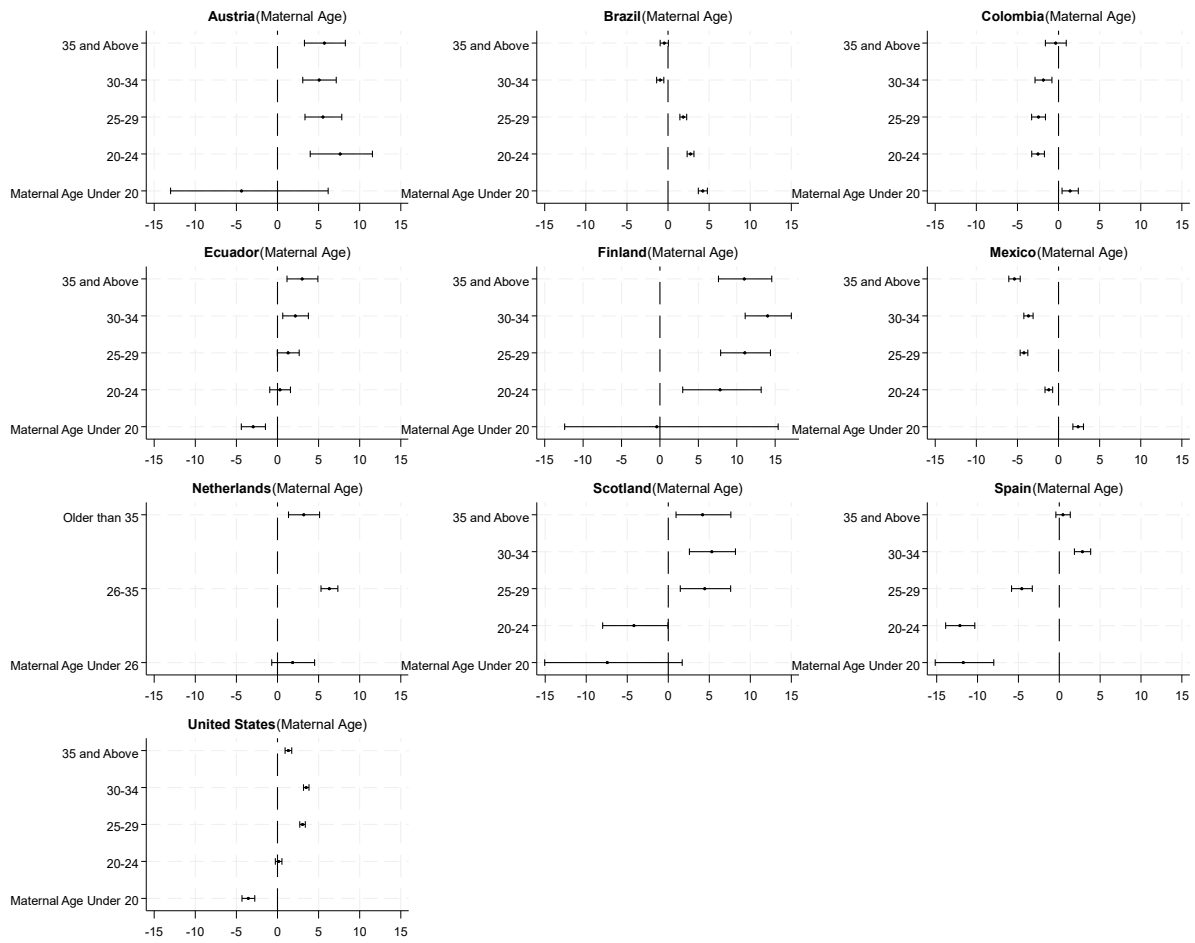 Austria(Maternal Age)
35 and Above
30-34
25-29
20-24
Maternal Age Under 20
-15 -10 -5 0 5 10 15
Brazil(Maternal Age)
35 and Above
30-34
25-29
20-24
Maternal Age Under 20
-15 -10 -5 0 5 10 15
Colombia(Maternal Age)
35 and Above
30-34
25-29
20-24
Maternal Age Under 20
-15 -10 -5 0 5 10 15
Ecuador(Maternal Age)
35 and Above
30-34
25-29
20-24
Maternal Age Under 20
-15 -10 -5 0 5 10 15
Finland(Maternal Age)
35 and Above
30-34
25-29
20-24
Maternal Age Under 20
-15 -10 -5 0 5 10 15
Mexico(Maternal Age)
35 and Above
30-34
25-29
20-24
Maternal Age Under 20
-15 -10 -5 0 5 10 15
Netherlands(Maternal Age)
Older than 35
26-35
Maternal Age Under 26
-15 -10 -5 0 5 10 15
Scotland(Maternal Age)
35 and Above
30-34
25-29
20-24
Maternal Age Under 20
-15 -10 -5 0 5 10 15
Spain(Maternal Age)
35 and Above
30-34
25-29
20-24
Maternal Age Under 20
-15 -10 -5 0 5 10 15
United States(Maternal Age)
35 and Above
30-34
25-29
20-24
Maternal Age Under 20
-15 -10 -5 0 5 10 15